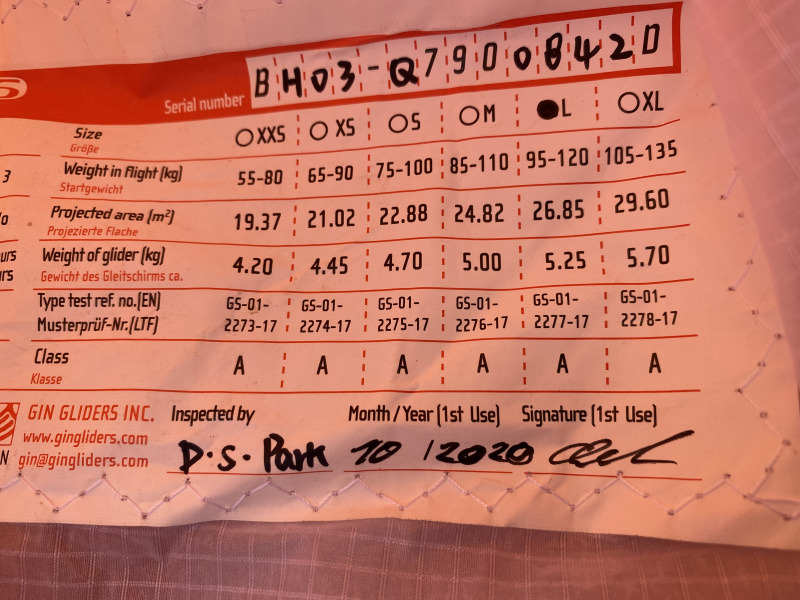 Serial number BH03-Q79008420
Size ○XXS ○XS ○S ○M ●L ○XL
Größe
Weight in flight (kg) 55-80 65-90 75-100 85-110 95-120 105-135
Startgewicht
Projected area (m²) 19.37 21.02 22.88 24.82 26.85 29.60
Projezierte Flache
Weight of glider (kg) 4.20 4.45 4.70 5.00 5.25 5.70
Gewicht des Gleitschirms ca.
Type test ref. no.(EN) GS-01- GS-01- GS-01- GS-01- GS-01- GS-01-
Musterprüf-Nr.(LTF) 2273-17 2274-17 2275-17 2276-17 2277-17 2278-17
Class A A A A A A
Klasse
GIN GLIDERS INC. Inspected by Month / Year (1st Use) Signature (1st Use)
www.gingliders.com
gin@gingliders.com D.S. Park 10 / 2020